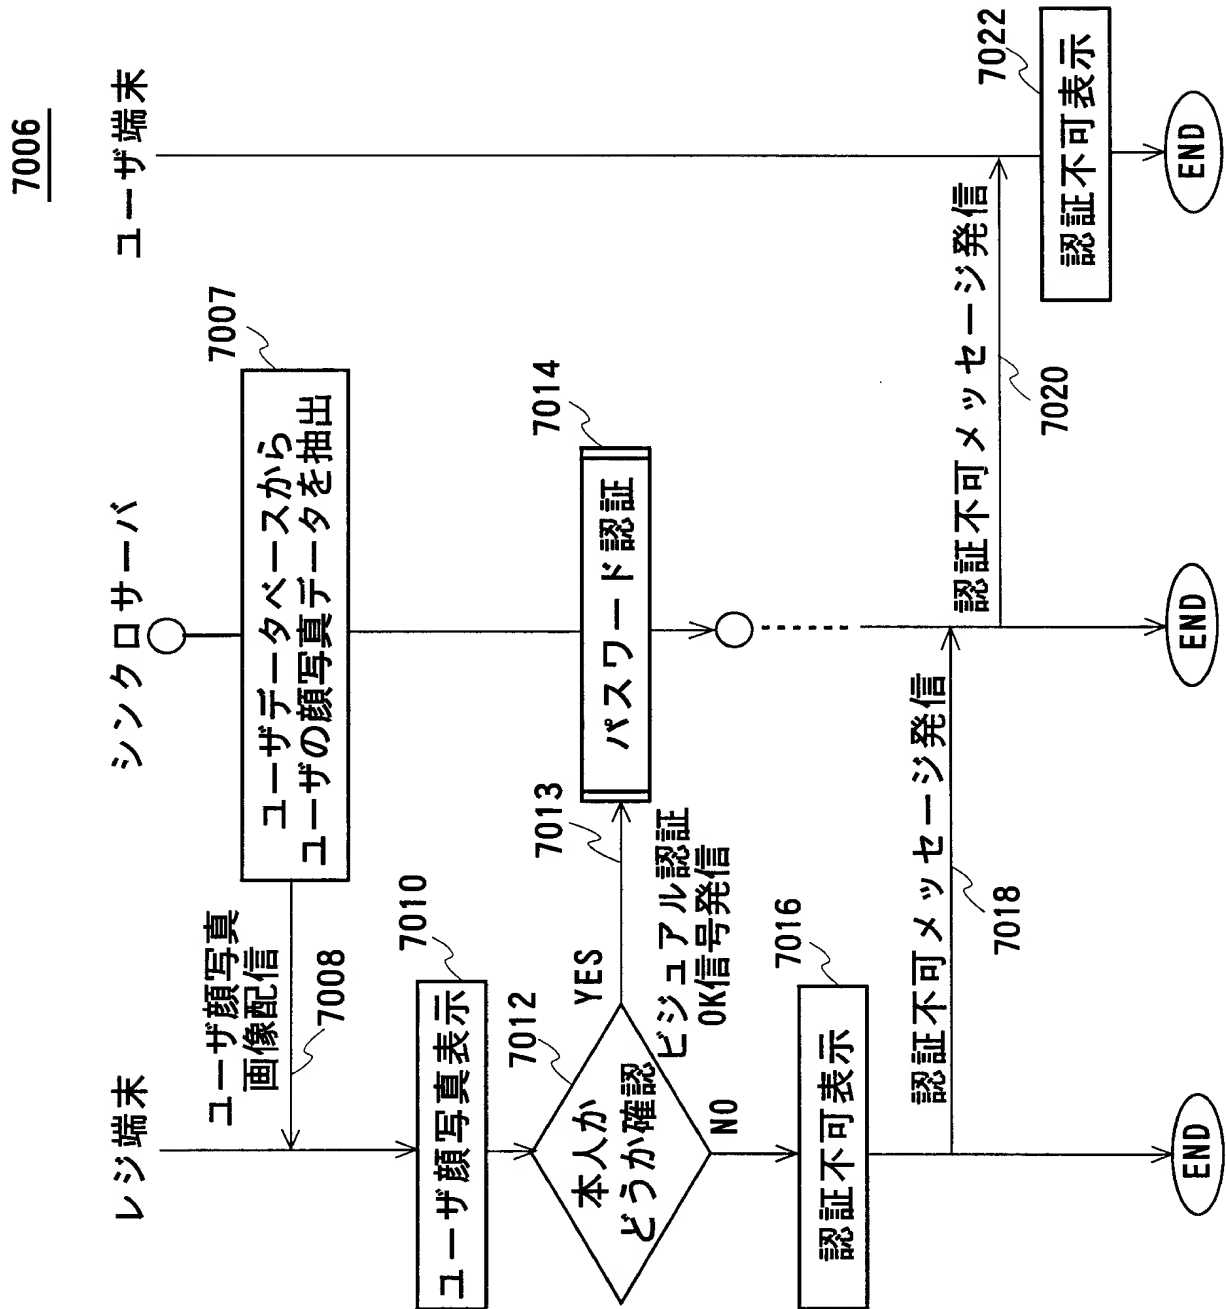 7006
レジ端末
シンクロサーバ
ユーザ端末
7007
ユーザデータベースから
ユーザの顔写真データを抽出
ユーザ顔写真
画像配信
7008
7010
ユーザ顔写真表示
7012
本人か
どうか確認
YES
7013
ビジュアル認証
OK信号発信
7014
パスワード認証
NO
7016
認証不可表示
認証不可メッセージ発信
7018
認証不可メッセージ発信
7020
7022
認証不可表示
END
END
END